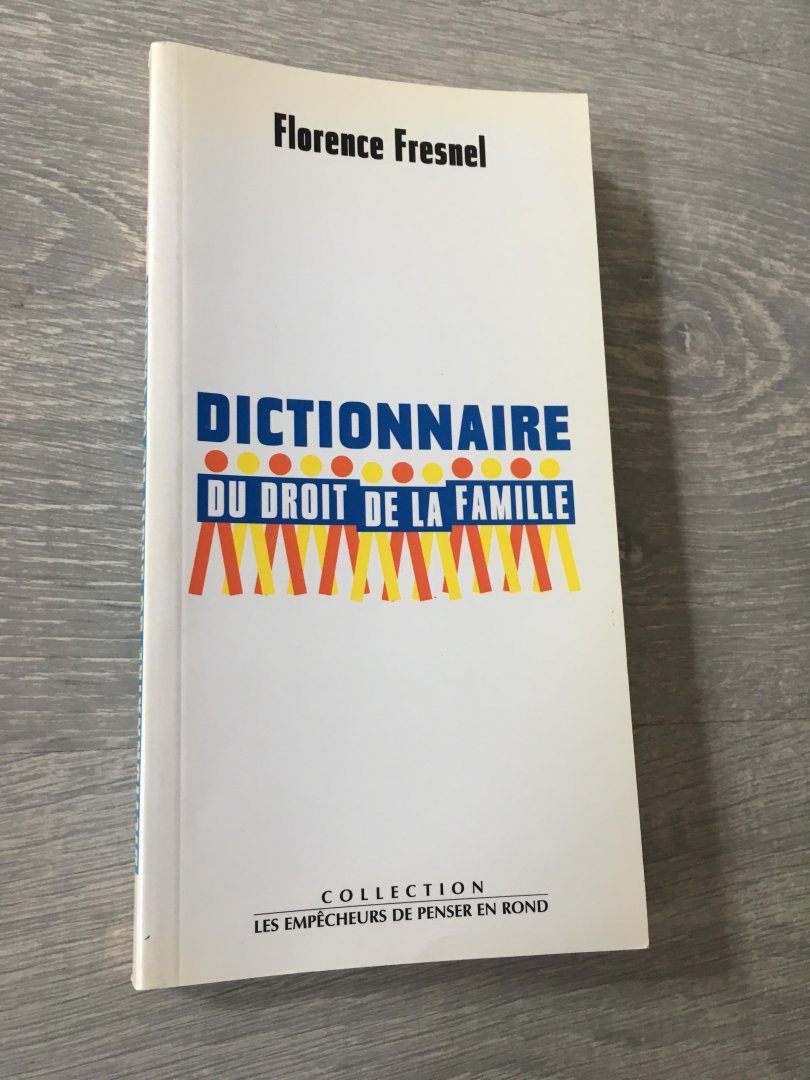 Florence Fresnel
DICTIONNAIRE
DU DROIT DE LA FAMILLE
COLLECTION
LES EMPÊCHEURS DE PENSER EN ROND